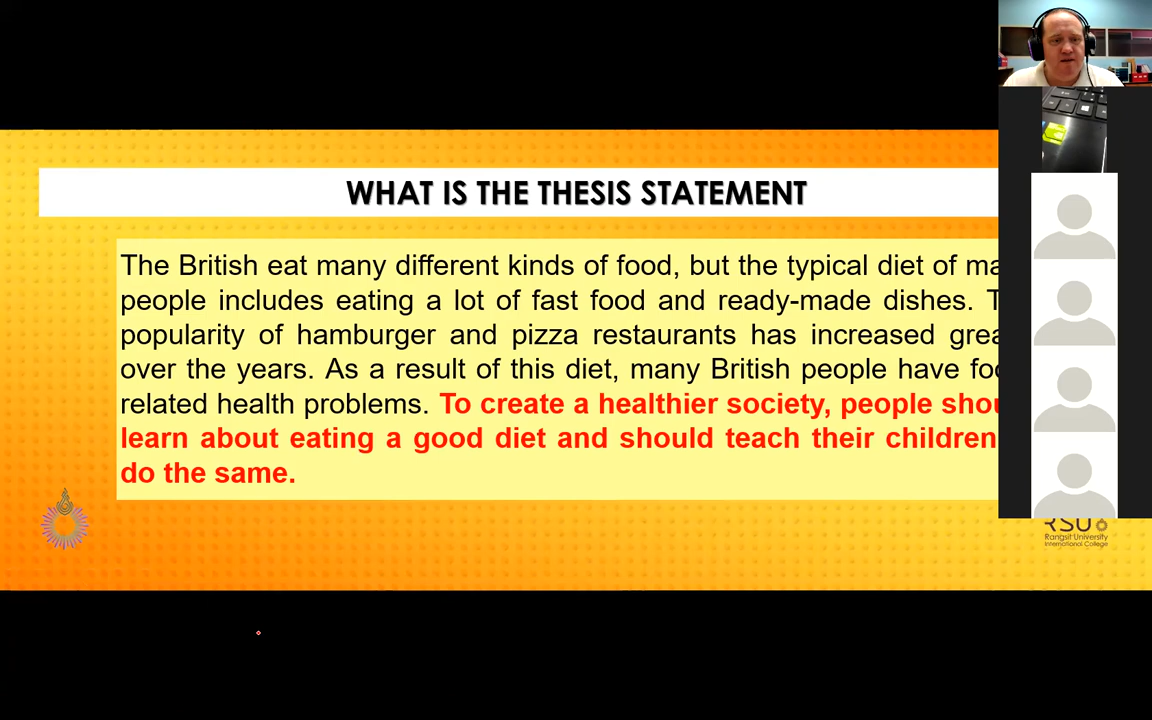 WHAT IS THE THESIS STATEMENT
The British eat many different kinds of food, but the typical diet of
people includes eating a lot of fast food and ready-made dishes.
popularity of hamburger and pizza restaurants has increased
over the years. As a result of this diet, many British people have
related health problems. To create a healthier society, people
learn about eating a good diet and should teach their children
do the same.
RSU
Rangsit University
International College